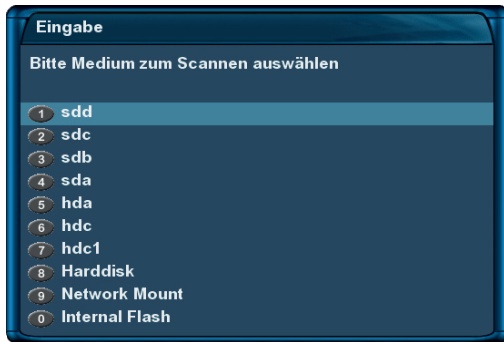 Eingabe
Bitte Medium zum Scannen auswählen
1 sdd
2 sdc
3 sdb
4 sda
5 hda
6 hdc
7 hdc1
8 Harddisk
9 Network Mount
0 Internal Flash